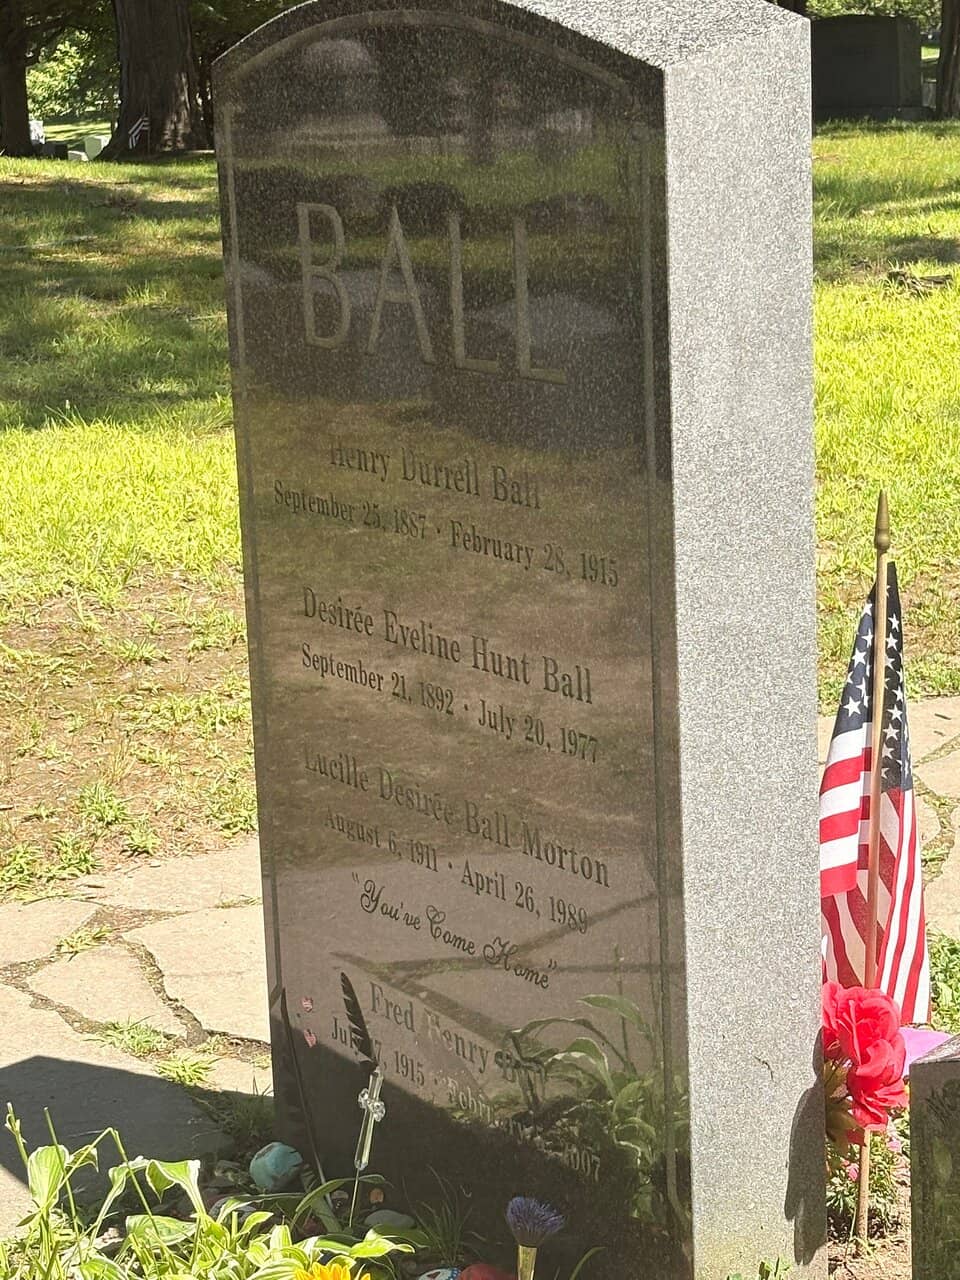 BALL
Henry Durrell Ball
September 25, 1887 · February 28, 1915
Desirée Eveline Hunt Ball
September 21, 1892 · July 20, 1977
Lucille Desirée Ball Morton
August 6, 1911 · April 26, 1989
"You've Come Home"
Fred Henry
1915 ·